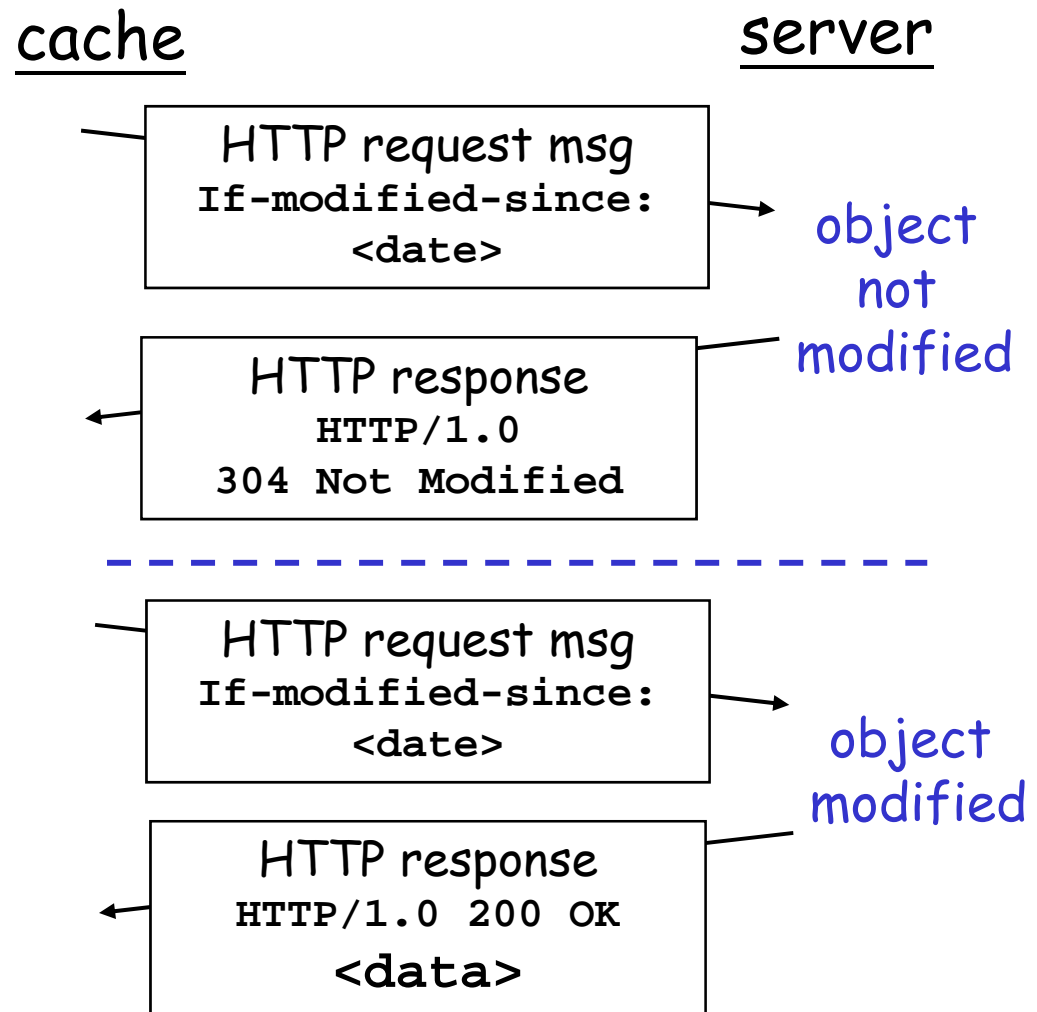 cache
server
HTTP request msg
If-modified-since:
<date>
object
not
modified
HTTP response
HTTP/1.0
304 Not Modified
HTTP request msg
If-modified-since:
<date>
object
modified
HTTP response
HTTP/1.0 200 OK
<data>